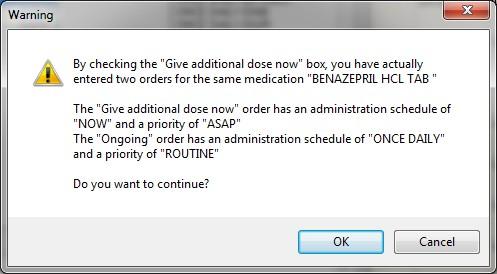 Warning
By checking the "Give additional dose now" box, you have actually
entered two orders for the same medication "BENAZEPRIL HCL TAB "
The "Give additional dose now" order has an administration schedule of
"NOW" and a priority of "ASAP"
The "Ongoing" order has an administration schedule of "ONCE DAILY"
and a priority of "ROUTINE"
Do you want to continue?
OK
Cancel